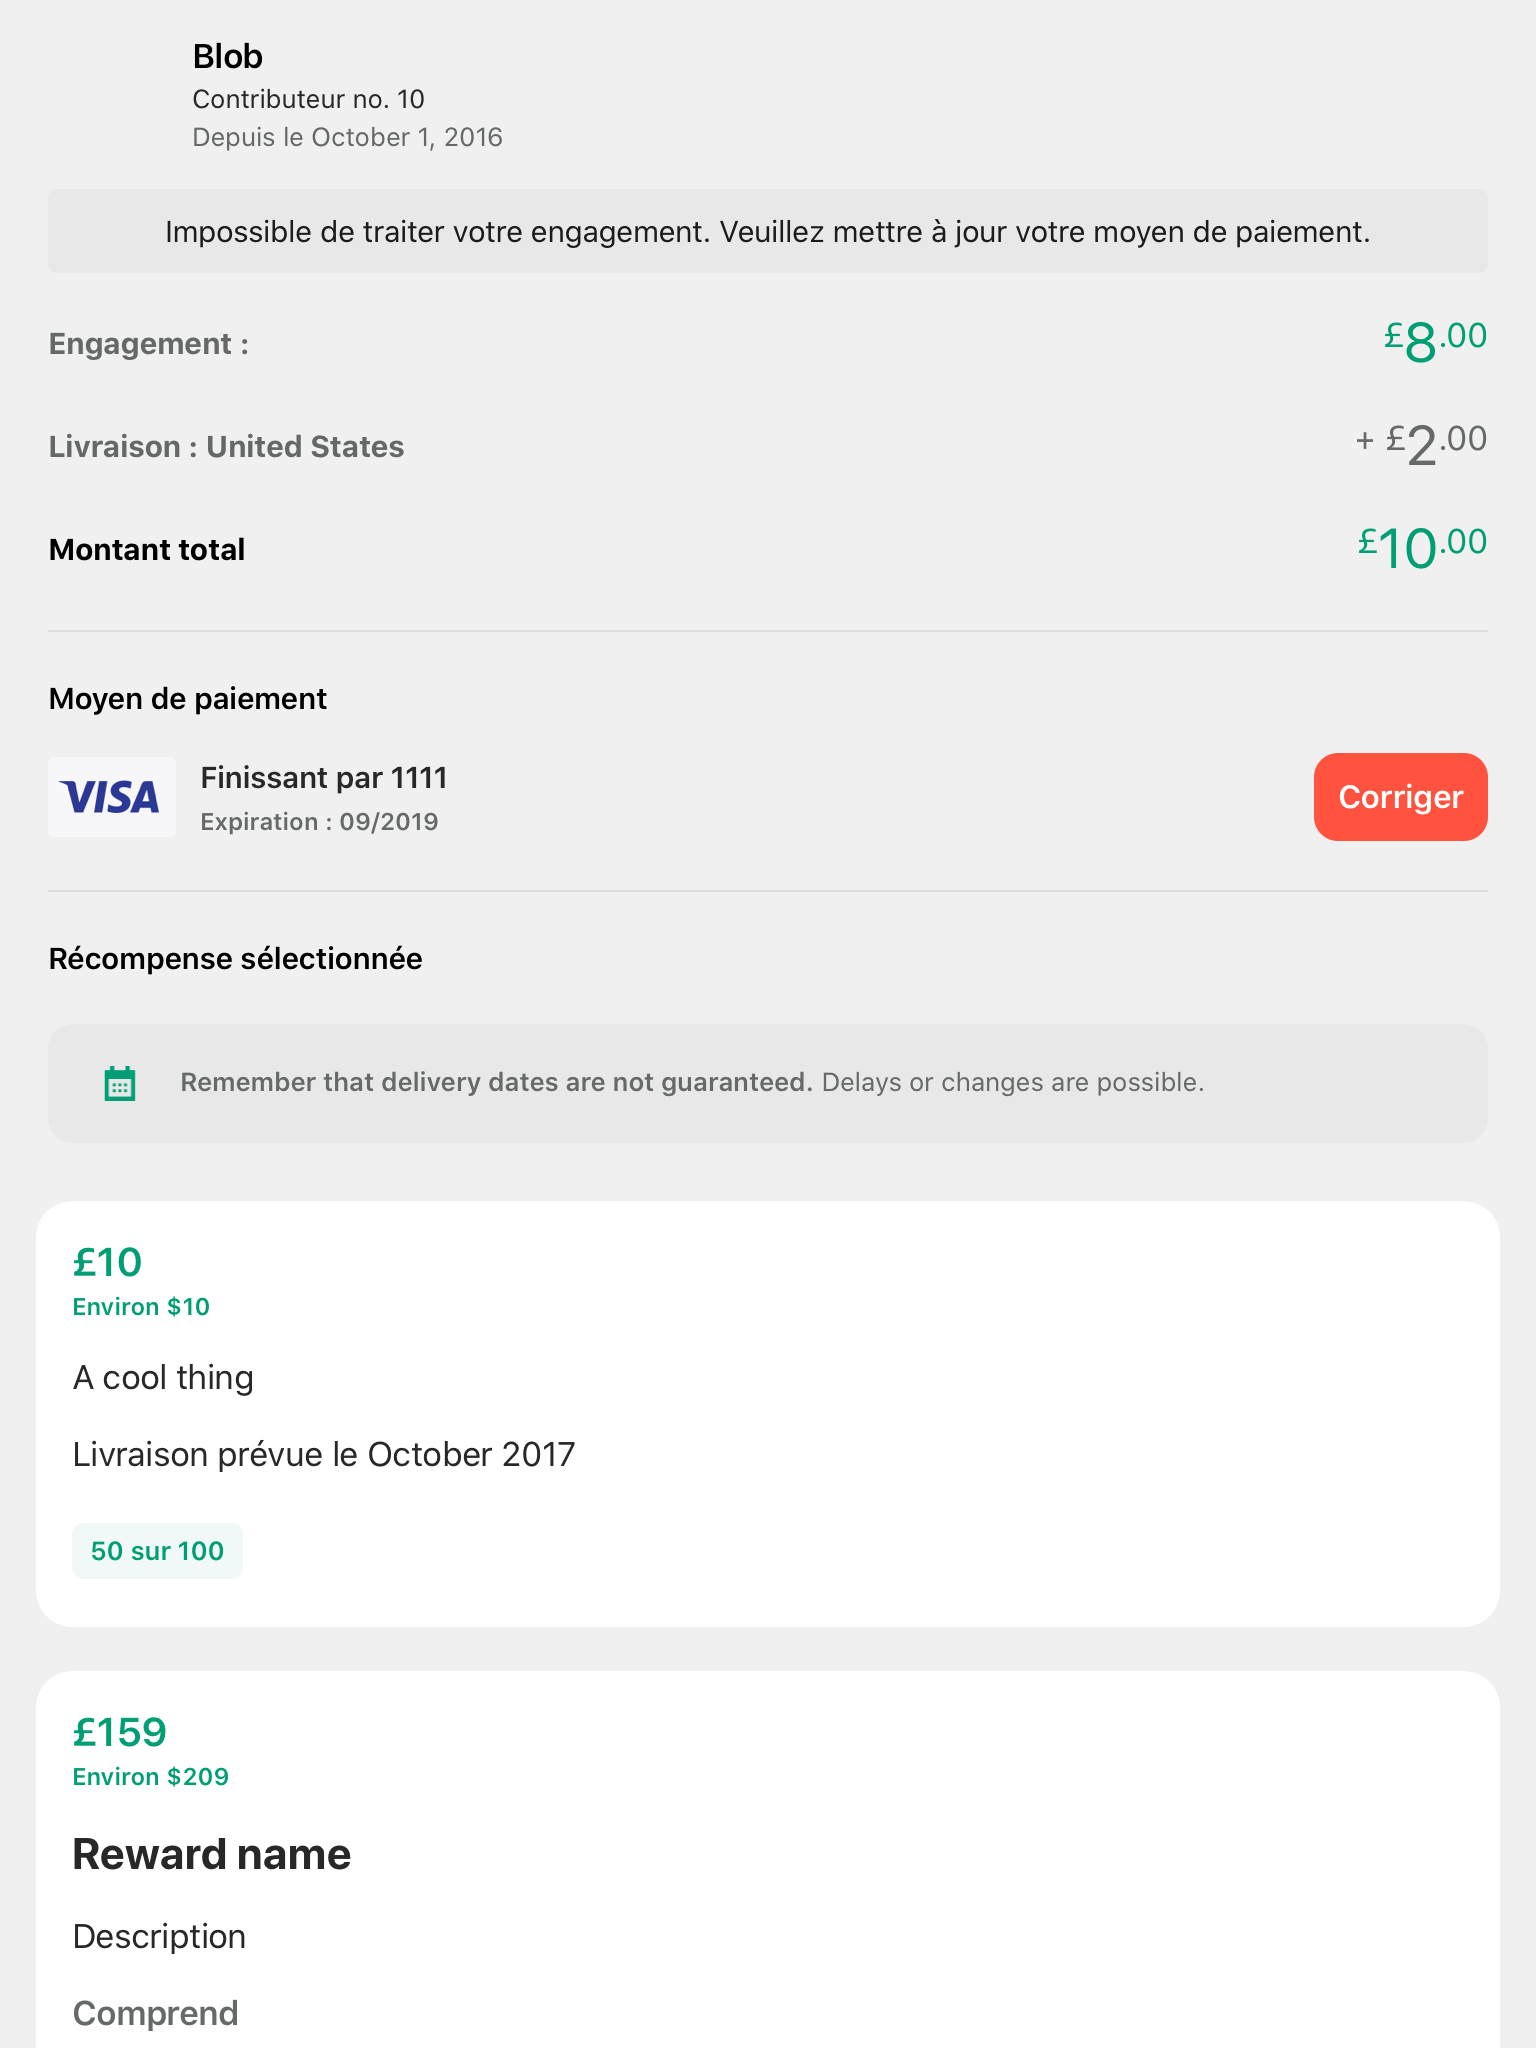 Blob
Contributeur no. 10
Depuis le October 1, 2016
Impossible de traiter votre engagement. Veuillez mettre à jour votre moyen de paiement.
Engagement : £8.00
Livraison : United States + £2.00
Montant total £10.00
Moyen de paiement
VISA Finissant par 1111
Expiration : 09/2019
Corriger
Récompense sélectionnée
Remember that delivery dates are not guaranteed. Delays or changes are possible.
£10
Environ $10
A cool thing
Livraison prévue le October 2017
50 sur 100
£159
Environ $209
Reward name
Description
Comprend